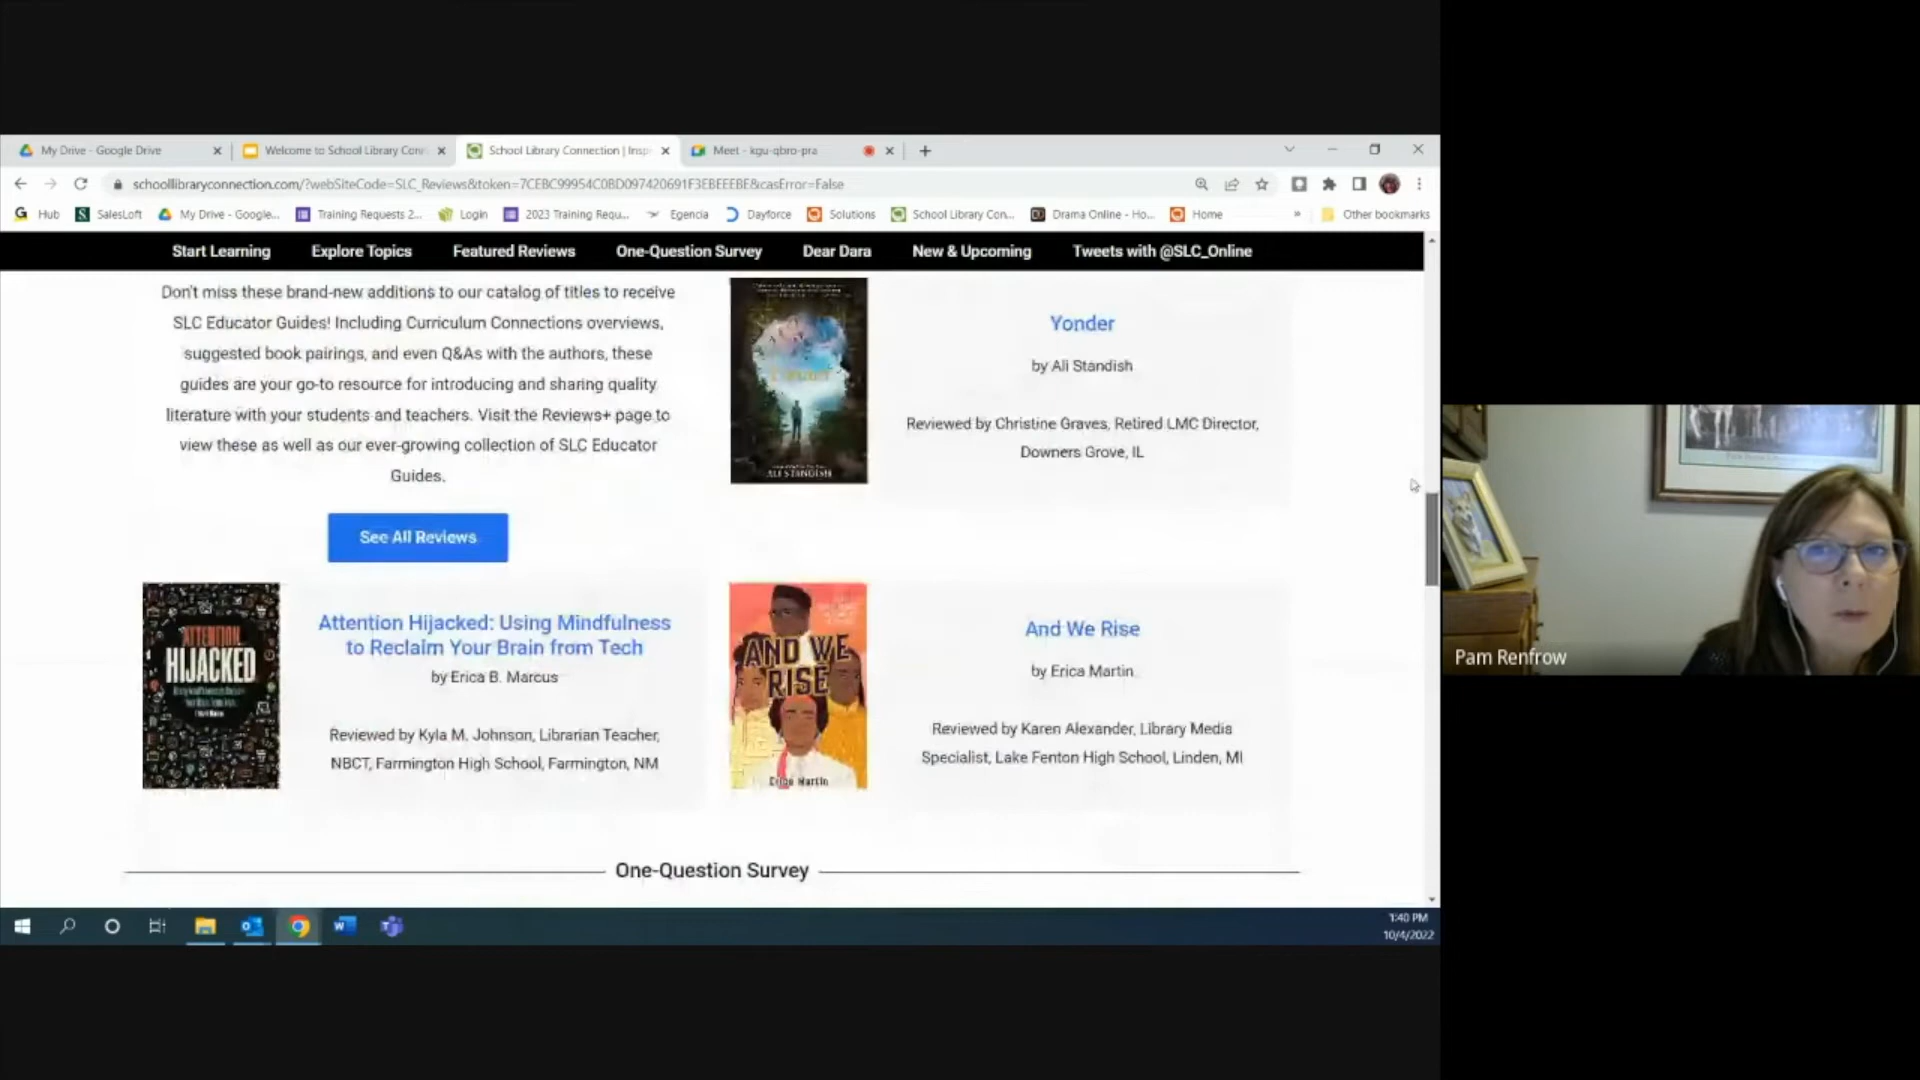 My Drive - Google Drive
Welcome to School Library Conn
School Library Connection | Insp
Meet - kgu-qbro-pra
schoollibraryconnection.com/?webSiteCode=SLC_Reviews&token=7CEBC99954C0BD097420691F3EBEEEBE&casError=False
Hub SalesLoft My Drive - Google... Training Requests 2... Login 2023 Training Requ... Egencia Dayforce Solutions School Library Con... Drama Online - Ho... Home » Other bookmarks
Start Learning Explore Topics Featured Reviews One-Question Survey Dear Dara New & Upcoming Tweets with @SLC_Online
Don't miss these brand-new additions to our catalog of titles to receive
SLC Educator Guides! Including Curriculum Connections overviews,
suggested book pairings, and even Q&As with the authors, these
guides are your go-to resource for introducing and sharing quality
literature with your students and teachers. Visit the Reviews+ page to
view these as well as our ever-growing collection of SLC Educator
Guides.
See All Reviews
ALI STANDISH
Yonder
by Ali Standish
Reviewed by Christine Graves, Retired LMC Director,
Downers Grove, IL
ATTENTION
HIJACKED
Attention Hijacked: Using Mindfulness
to Reclaim Your Brain from Tech
by Erica B. Marcus
Reviewed by Kyla M. Johnson, Librarian Teacher,
NBCT, Farmington High School, Farmington, NM
AND WE
RISE
Erica Martin
And We Rise
by Erica Martin
Reviewed by Karen Alexander, Library Media
Specialist, Lake Fenton High School, Linden, MI
One-Question Survey
1:40 PM
10/4/2022
Pam Renfrow